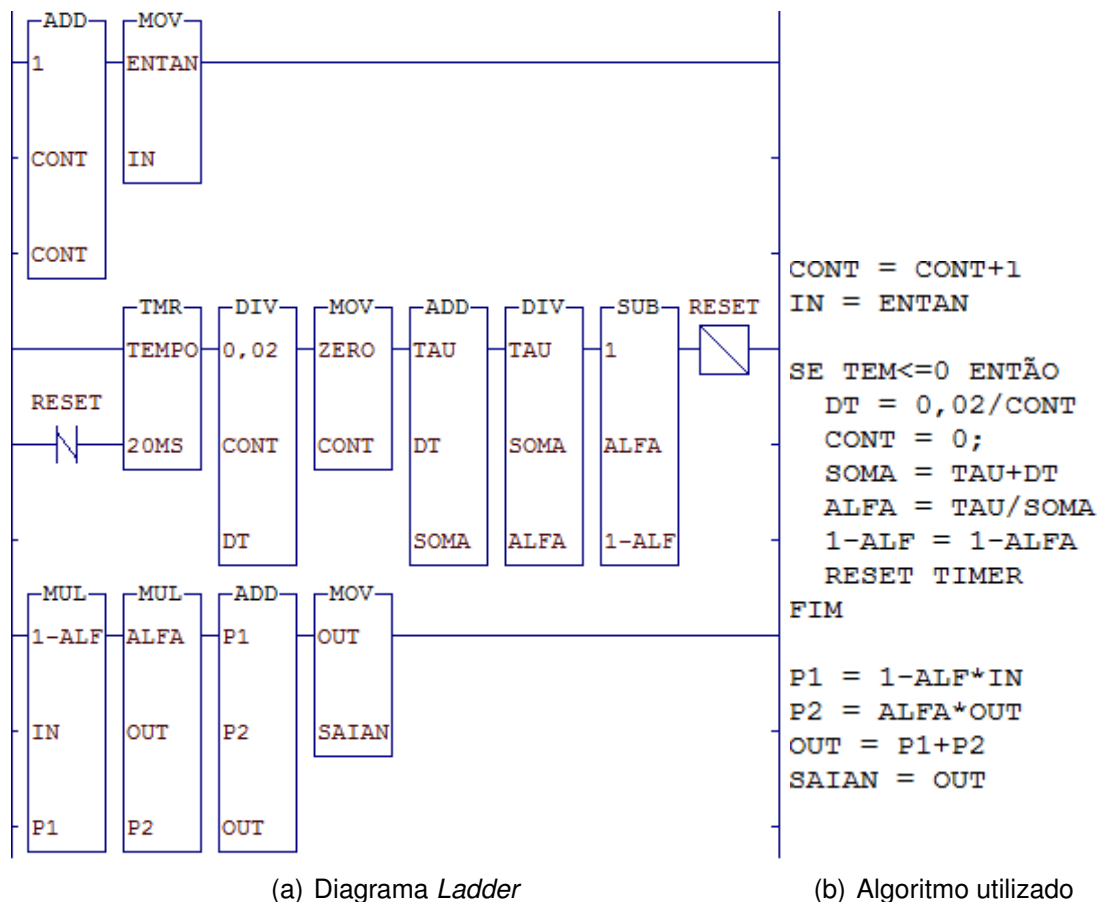 ADD MOV
1 ENTAN
CONT IN
CONT
TMR DIV MOV ADD DIV SUB RESET
TEMPO 0,02 ZERO TAU TAU 1
RESET
20MS CONT CONT DT SOMA ALFA
DT SOMA ALFA 1-ALF
MUL MUL ADD MOV
1-ALF ALFA P1 OUT
IN OUT P2 SAIAN
P1 P2 OUT
CONT = CONT+1
IN = ENTAN
SE TEM<=0 ENTÃO
DT = 0,02/CONT
CONT = 0;
SOMA = TAU+DT
ALFA = TAU/SOMA
1-ALF = 1-ALFA
RESET TIMER
FIM
P1 = 1-ALF*IN
P2 = ALFA*OUT
OUT = P1+P2
SAIAN = OUT
(a) Diagrama Ladder
(b) Algoritmo utilizado